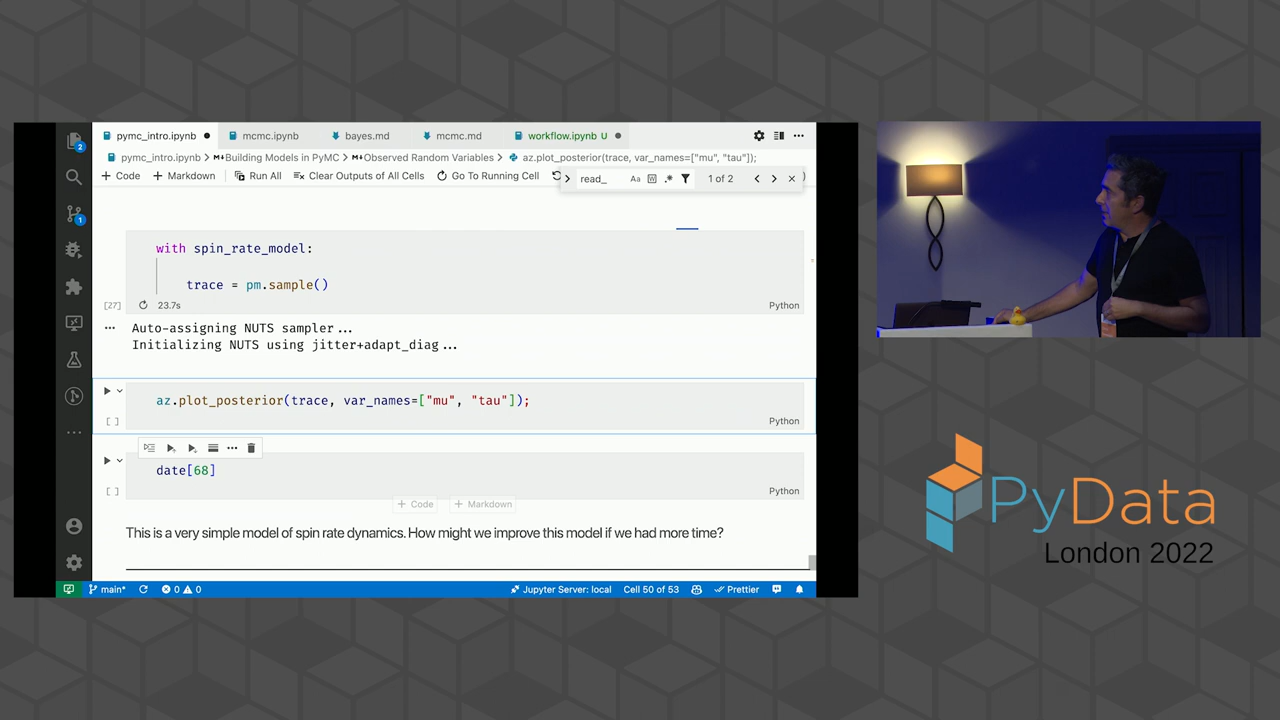 pymc_intro.ipynb
mcmc.ipynb
bayes.md
mcmc.md
workflow.ipynb U
pymc_intro.ipynb > M↓Building Models in PyMC > M↓Observed Random Variables > az.plot_posterior(trace, var_names=["mu", "tau"]);
+ Code + Markdown Run All Clear Outputs of All Cells Go To Running Cell
read_ Aa .* 1 of 2
with spin_rate_model:
trace = pm.sample()
[27] 23.7s Python
... Auto-assigning NUTS sampler...
Initializing NUTS using jitter+adapt_diag...
az.plot_posterior(trace, var_names=["mu", "tau"]);
[ ] Python
date[68]
[ ] Python
+ Code + Markdown
This is a very simple model of spin rate dynamics. How might we improve this model if we had more time?
2
1
main* 0 0 Jupyter Server: local Cell 50 of 53 Prettier
PyData
London 2022